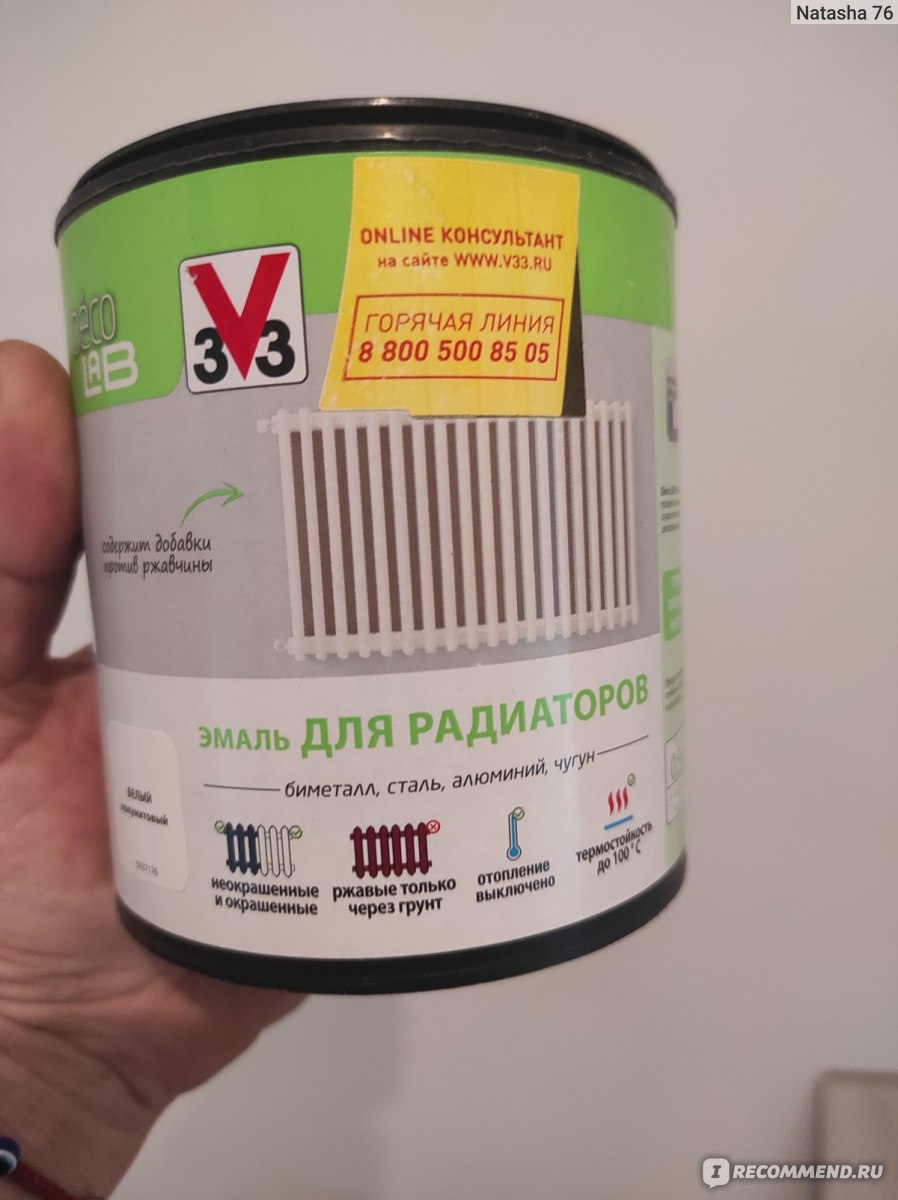 Natasha 76
ONLINE КОНСУЛЬТАНТ
на сайте WWW.V33.RU
ГОРЯЧАЯ ЛИНИЯ
8 800 500 85 05
déco
LAB
V33
содержит добавки
против ржавчины
ЭМАЛЬ ДЛЯ РАДИАТОРОВ
биметалл, сталь, алюминий, чугун
БЕЛЫЙ
полуматовый
неокрашенные
и окрашенные
ржавые только
через грунт
отопление
выключено
термостойкость
до 100°C
IRECOMMEND.RU